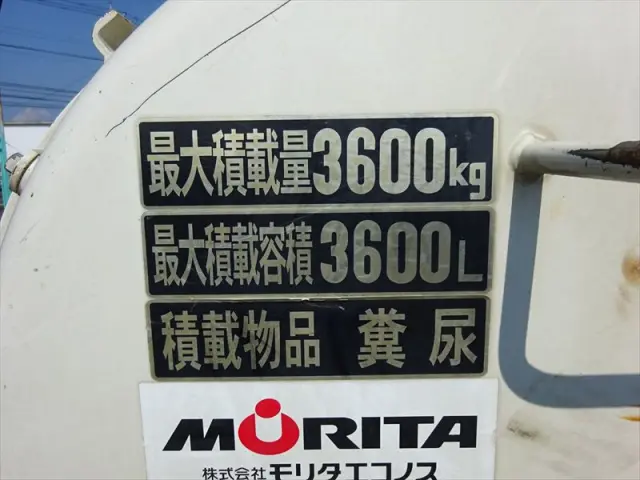 最大積載量3600kg
最大積載容積3600L
積載物品 糞尿
MORITA
株式会社モリタエコノス